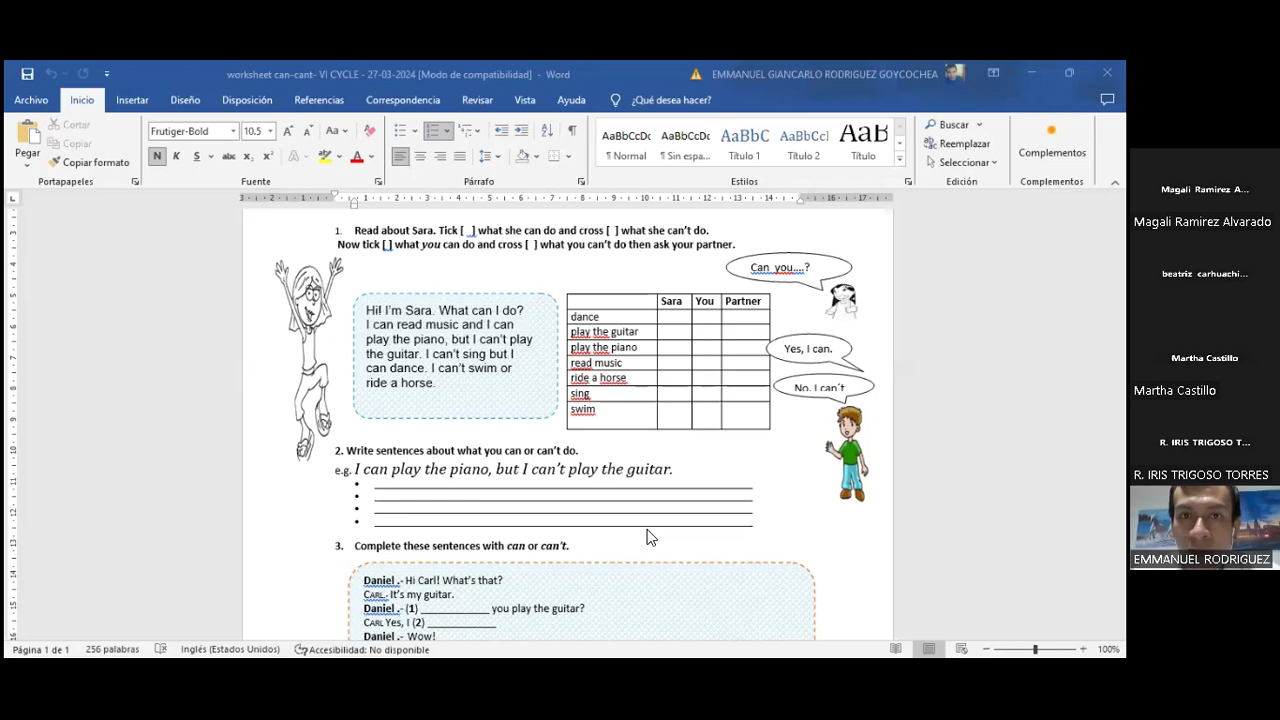 worksheet can-cant- VI CYCLE - 27-03-2024 [Modo de compatibilidad] - Word
EMMANUEL GIANCARLO RODRIGUEZ GOYCOCHEA
Archivo Inicio Insertar Diseño Disposición Referencias Correspondencia Revisar Vista Ayuda ¿Qué desea hacer?
Pegar
Cortar
Copiar
Copiar formato
Portapapeles
Frutiger-Bold 10.5
Fuente
Párrafo
AaBbCcDc AaBbCcDc AaBbC AaBbCcI AaB
¶ Normal ¶ Sin espa... Título 1 Título 2 Título
Estilos
Buscar
Reemplazar
Seleccionar
Edición
Complementos
Complementos
1. Read about Sara. Tick [ ] what she can do and cross [ ] what she can't do.
Now tick [ ] what you can do and cross [ ] what you can't do then ask your partner.
Can you....?
Hi! I'm Sara. What can I do?
I can read music and I can
play the piano, but I can't play
the guitar. I can't sing but I
can dance. I can't swim or
ride a horse.
Sara You Partner
dance
play the guitar
play the piano
read music
ride a horse
sing
swim
Yes, I can.
No, I can´t
2. Write sentences about what you can or can't do.
e.g. I can play the piano, but I can't play the guitar.
3. Complete these sentences with can or can't.
Daniel .- Hi Carl! What's that?
CARL.- It's my guitar.
Daniel .- (1) ____________ you play the guitar?
CARL Yes, I (2) ____________
Daniel .- Wow!
Página 1 de 1 256 palabras Inglés (Estados Unidos) Accesibilidad: No disponible 100%
Magali Ramirez A...
Magali Ramirez Alvarado
beatriz carhuachi...
Martha Castillo
Martha Castillo
R. IRIS TRIGOSO T...
R. IRIS TRIGOSO TORRES
EMMANUEL RODRIGUEZ